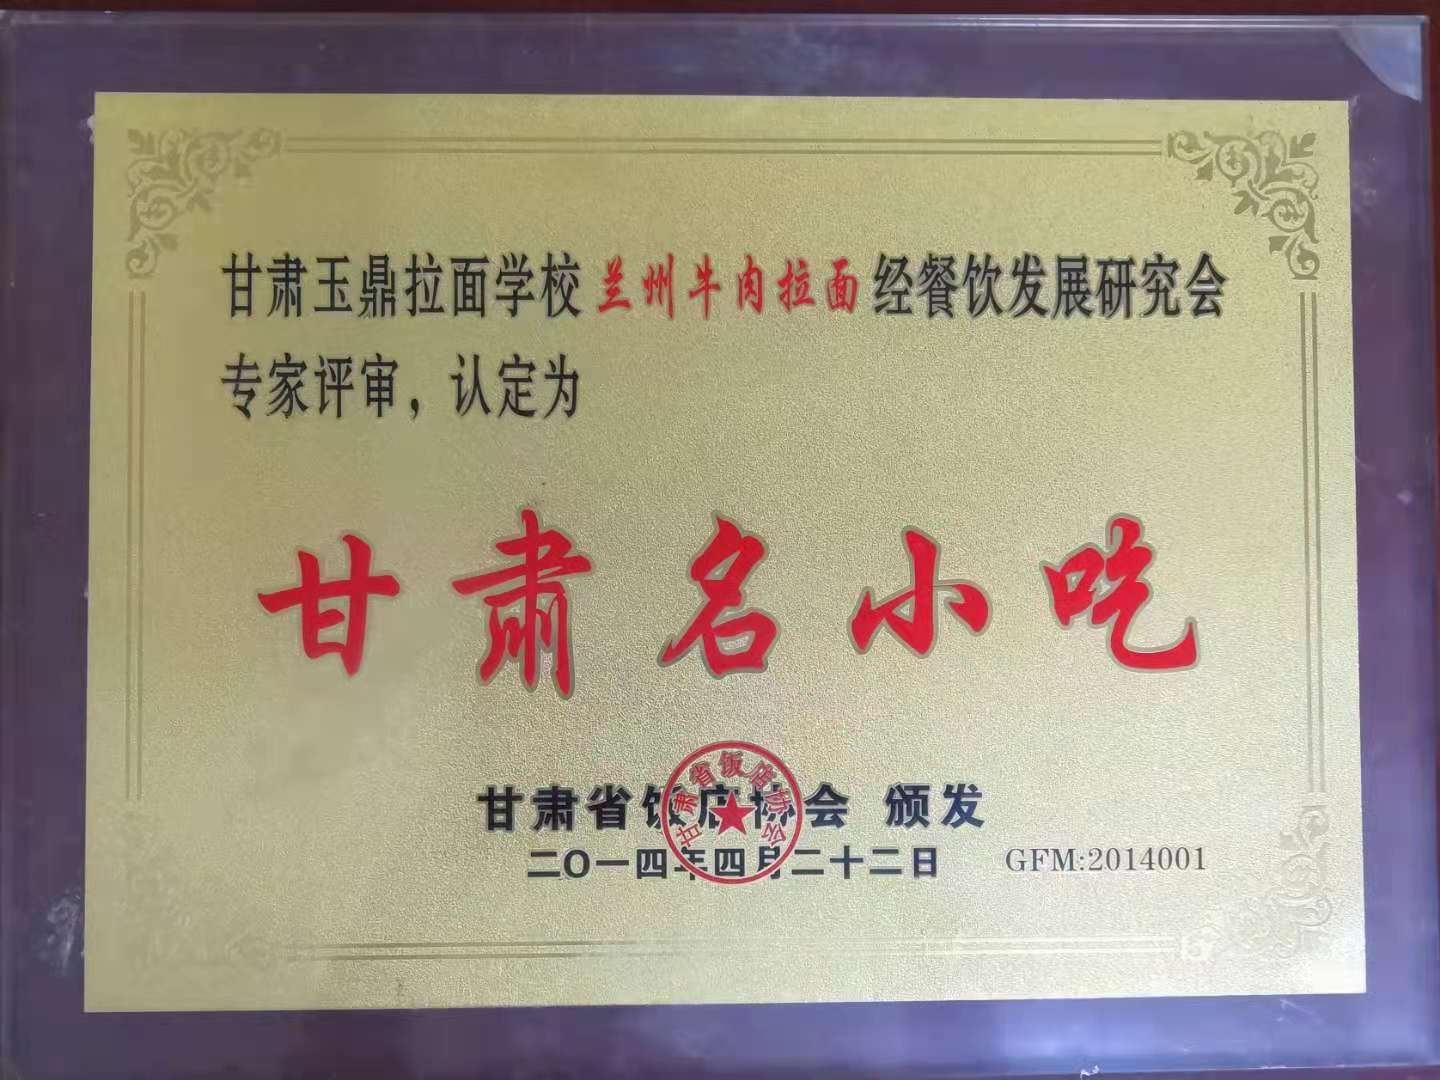 甘肃玉鼎拉面学校兰州牛肉拉面经餐饮发展研究会
专家评审，认定为
甘肃名小吃
甘肃省饭店协会 颁发
甘肃省饭店协会
二〇一四年四月二十二日
GFM:2014001